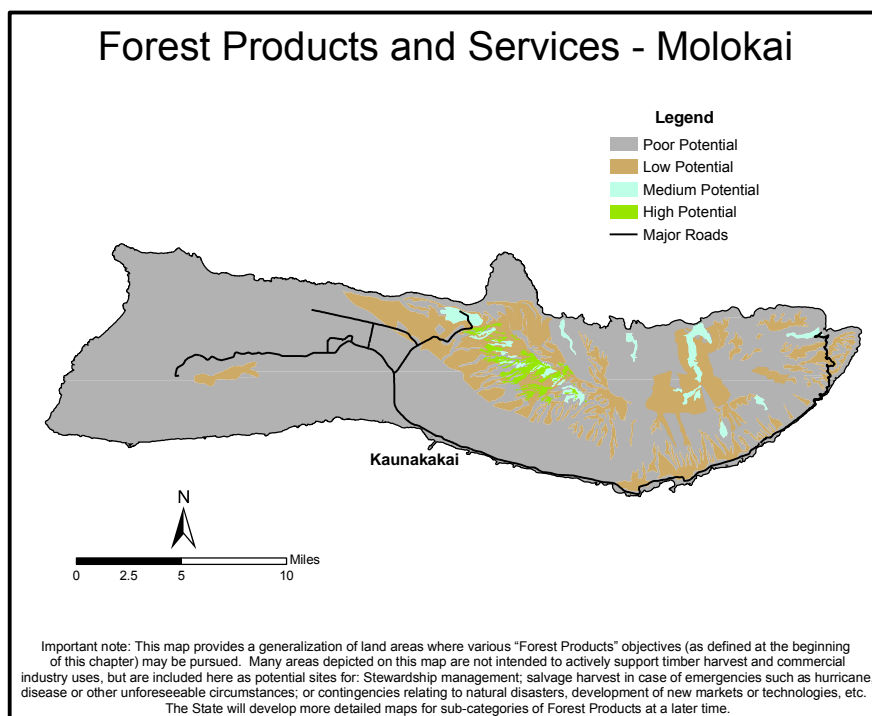 Forest Products and Services - Molokai
Legend
Poor Potential
Low Potential
Medium Potential
High Potential
Major Roads
Kaunakakai
N
Miles
0 2.5 5 10
Important note: This map provides a generalization of land areas where various “Forest Products” objectives (as defined at the beginning
of this chapter) may be pursued. Many areas depicted on this map are not intended to actively support timber harvest and commercial
industry uses, but are included here as potential sites for: Stewardship management; salvage harvest in case of emergencies such as hurricane,
disease or other unforeseeable circumstances; or contingencies relating to natural disasters, development of new markets or technologies, etc.
The State will develop more detailed maps for sub-categories of Forest Products at a later time.